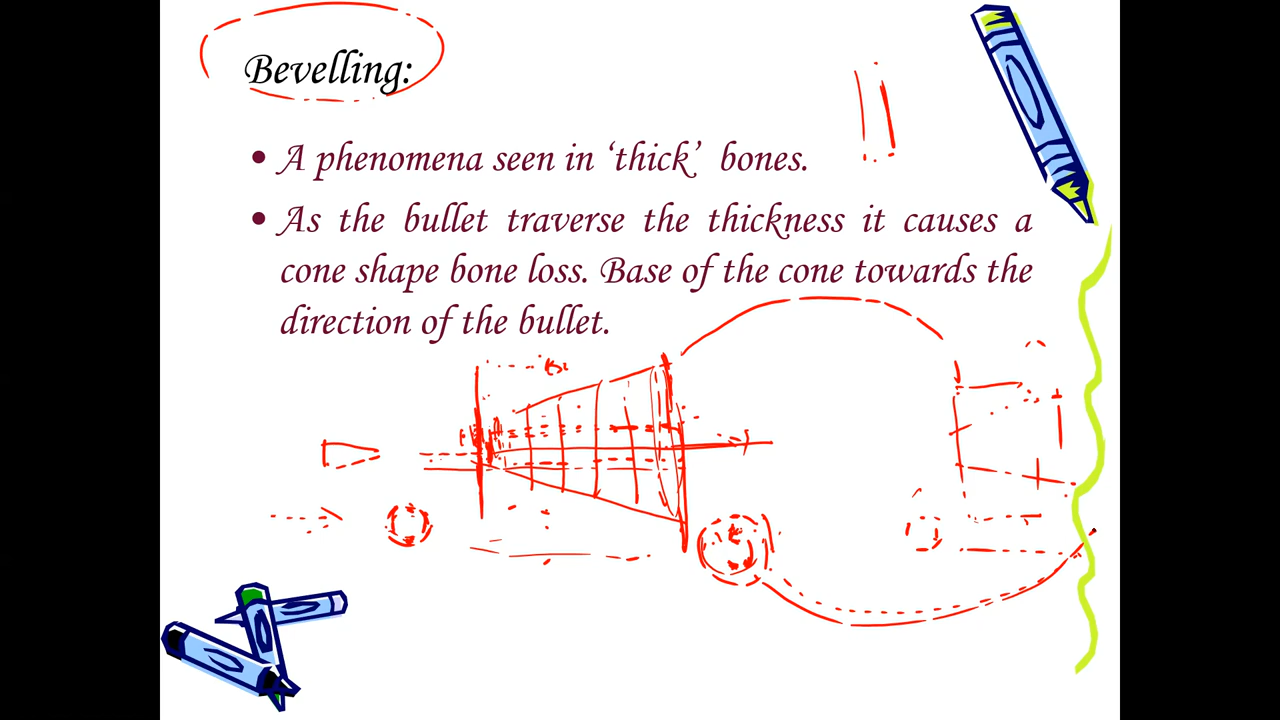 Bevelling:
• A phenomena seen in ‘thick’ bones.
• As the bullet traverse the thickness it causes a
cone shape bone loss. Base of the cone towards the
direction of the bullet.